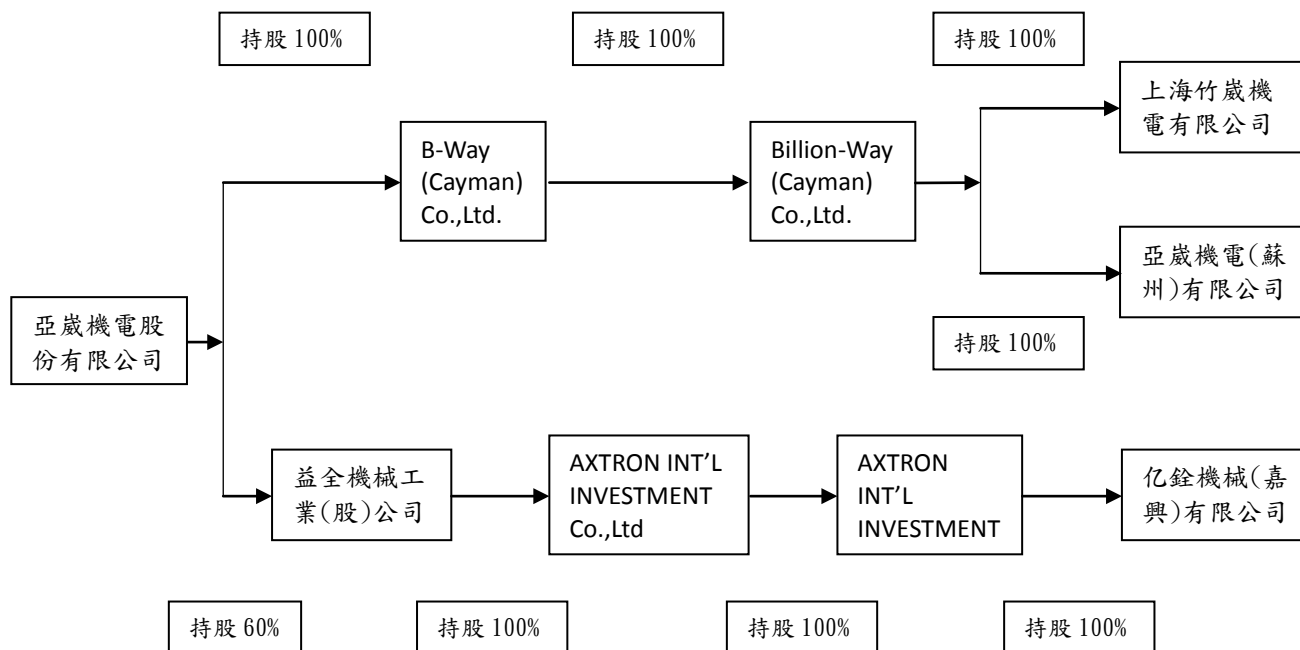 持股 100%
持股 100%
持股 100%
上海竹崴機
電有限公司
B-Way
(Cayman)
Co.,Ltd.
Billion-Way
(Cayman)
Co.,Ltd.
亞崴機電(蘇
州)有限公司
亞崴機電股
份有限公司
持股 100%
益全機械工
業(股)公司
AXTRON INT’L
INVESTMENT
Co.,Ltd
AXTRON
INT’L
INVESTMENT
亿銓機械(嘉
興)有限公司
持股 60%
持股 100%
持股 100%
持股 100%